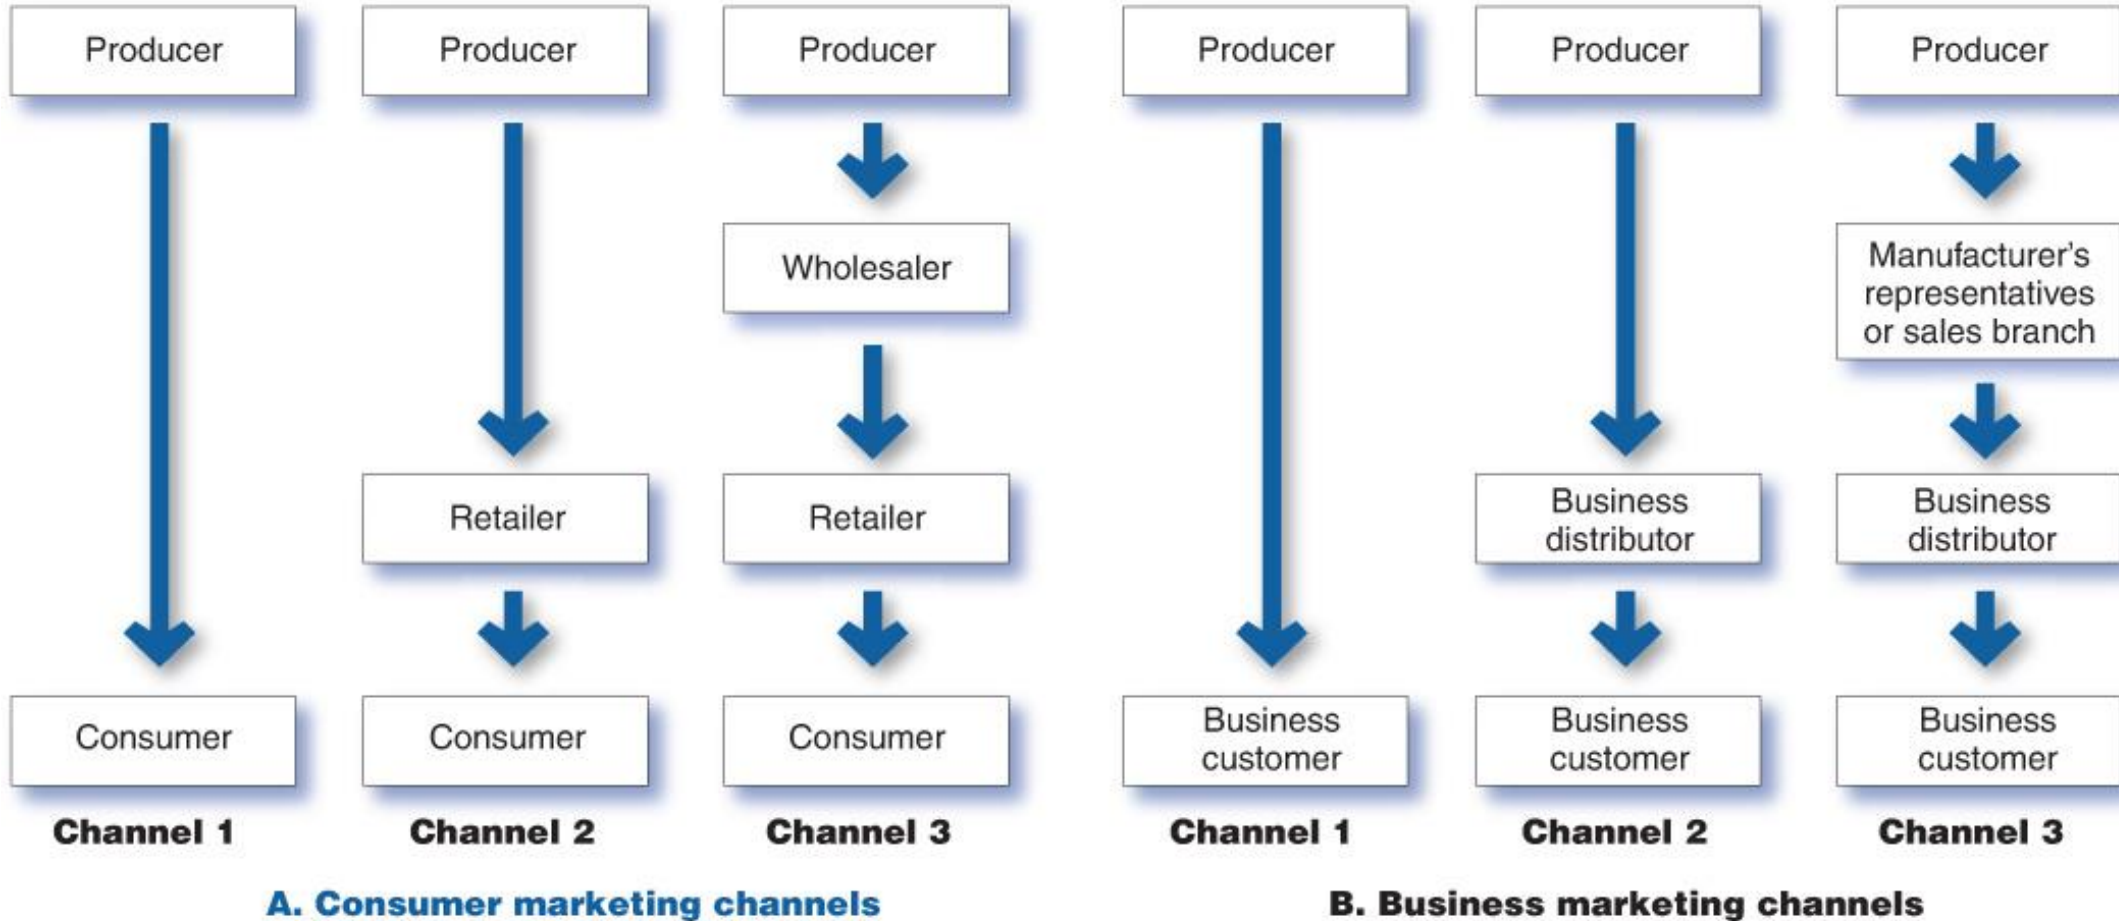 Producer
Producer
Producer
Wholesaler
Retailer
Retailer
Consumer
Consumer
Consumer
Channel 1
Channel 2
Channel 3
A. Consumer marketing channels
Producer
Producer
Producer
Manufacturer's
representatives
or sales branch
Business
distributor
Business
distributor
Business
customer
Business
customer
Business
customer
Channel 1
Channel 2
Channel 3
B. Business marketing channels